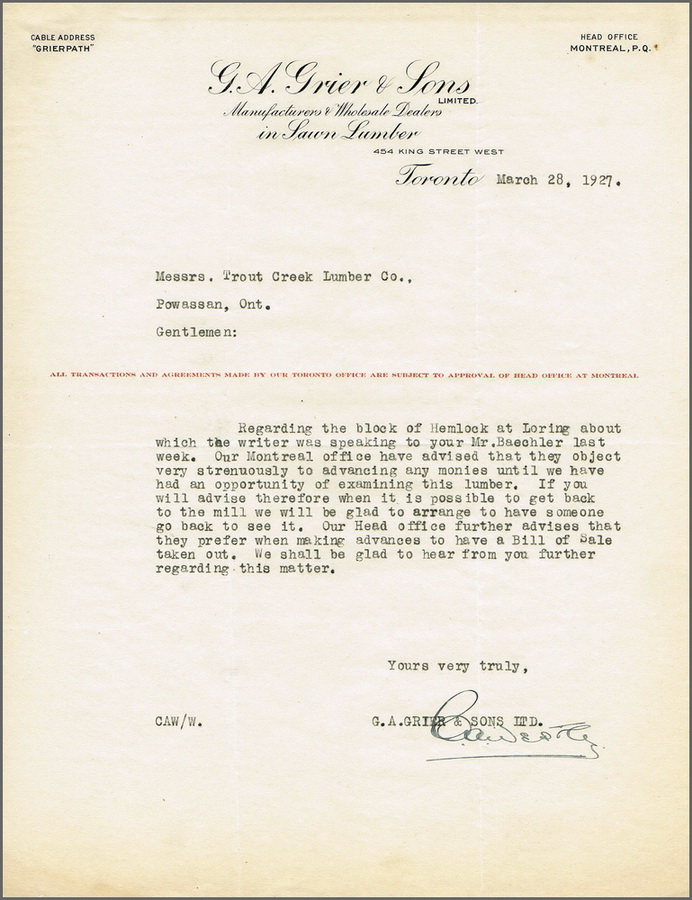 CABLE ADDRESS
"GRIERPATH"
HEAD OFFICE
MONTREAL, P.Q.
G.A. Grier & Sons
LIMITED.
Manufacturers & Wholesale Dealers
in Sawn Lumber
454 KING STREET WEST
Toronto March 28, 1927.
Messrs. Trout Creek Lumber Co.,
Powassan, Ont.
Gentlemen:
ALL TRANSACTIONS AND AGREEMENTS MADE BY OUR TORONTO OFFICE ARE SUBJECT TO APPROVAL OF HEAD OFFICE AT MONTREAL
Regarding the block of Hemlock at Loring about
which the writer was speaking to your Mr.Baechler last
week. Our Montreal office have advised that they object
very strenuously to advancing any monies until we have
had an opportunity of examining this lumber. If you
will advise therefore when it is possible to get back
to the mill we will be glad to arrange to have someone
go back to see it. Our Head office further advises that
they prefer when making advances to have a Bill of Sale
taken out. We shall be glad to hear from you further
regarding this matter.
Yours very truly,
CAW/W.
G.A.GRIER & SONS LTD.